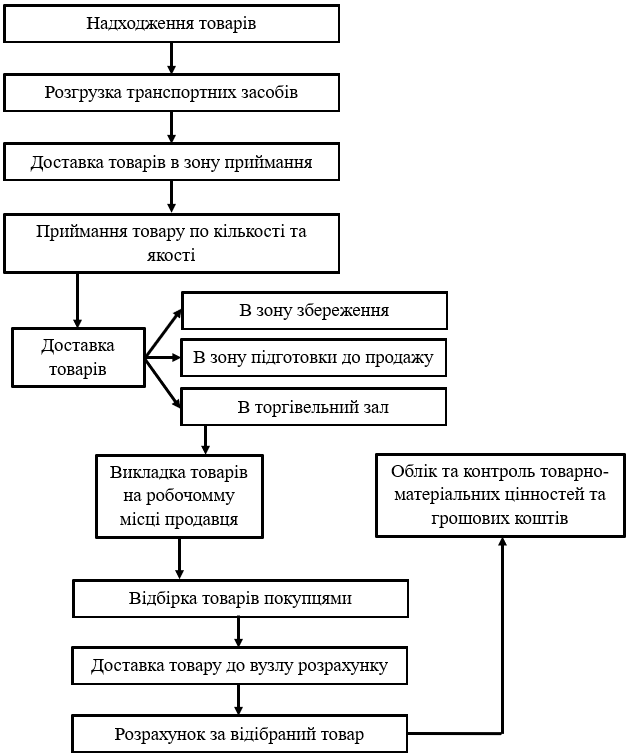 Надходження товарів
Розгрузка транспортних засобів
Доставка товарів в зону приймання
Приймання товару по кількості та
якості
В зону збереження
Доставка
товарів
В зону підготовки до продажу
В торгівельний зал
Викладка товарів
на робочомму
місці продавця
Облік та контроль товарно-
матеріальних цінностей та
грошових коштів
Відбірка товарів покупцями
Доставка товару до вузлу розрахунку
Розрахунок за відібраний товар